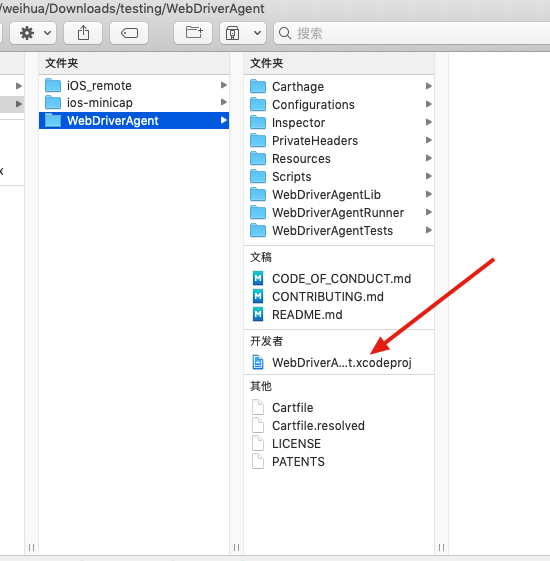 /weihua/Downloads/testing/WebDriverAgent
搜索
文件夹
iOS_remote
ios-minicap
WebDriverAgent
x
文件夹
Carthage
Configurations
Inspector
PrivateHeaders
Resources
Scripts
WebDriverAgentLib
WebDriverAgentRunner
WebDriverAgentTests
文稿
CODE_OF_CONDUCT.md
CONTRIBUTING.md
README.md
开发者
WebDriverA...t.xcodeproj
其他
Cartfile
Cartfile.resolved
LICENSE
PATENTS